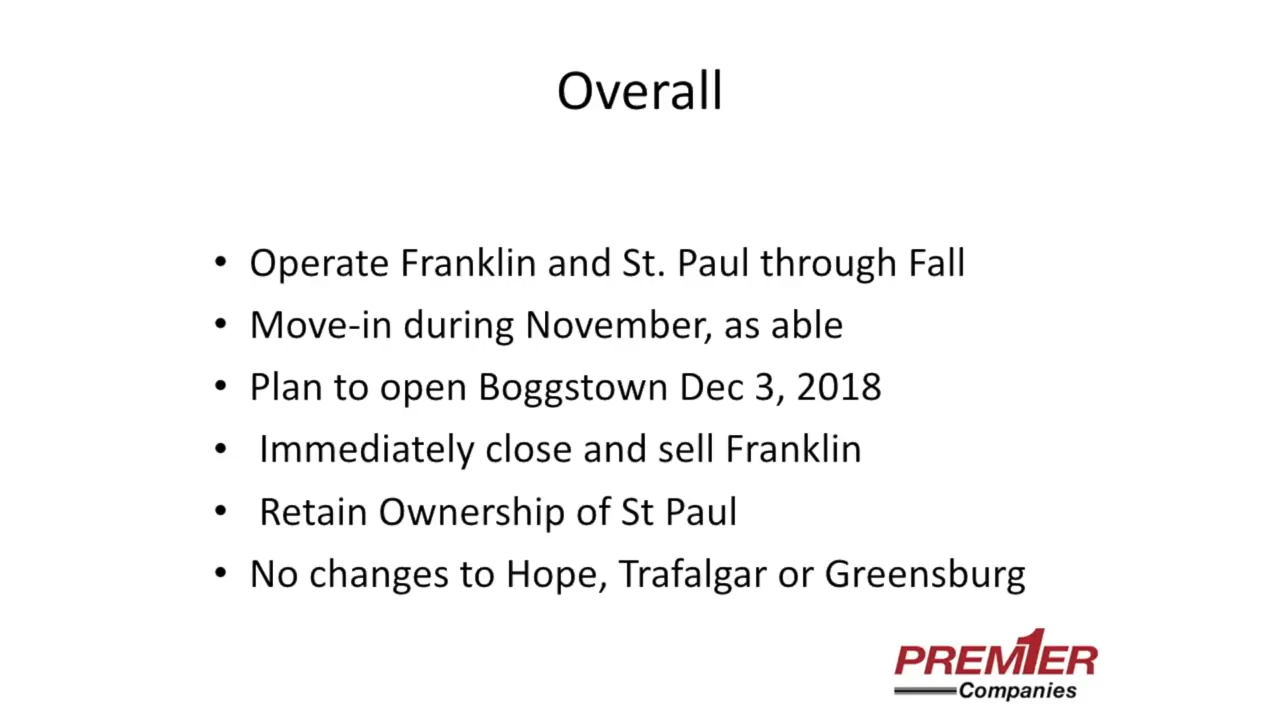 Overall
• Operate Franklin and St. Paul through Fall
• Move-in during November, as able
• Plan to open Boggstown Dec 3, 2018
• Immediately close and sell Franklin
• Retain Ownership of St Paul
• No changes to Hope, Trafalgar or Greensburg
PREM1ER
Companies